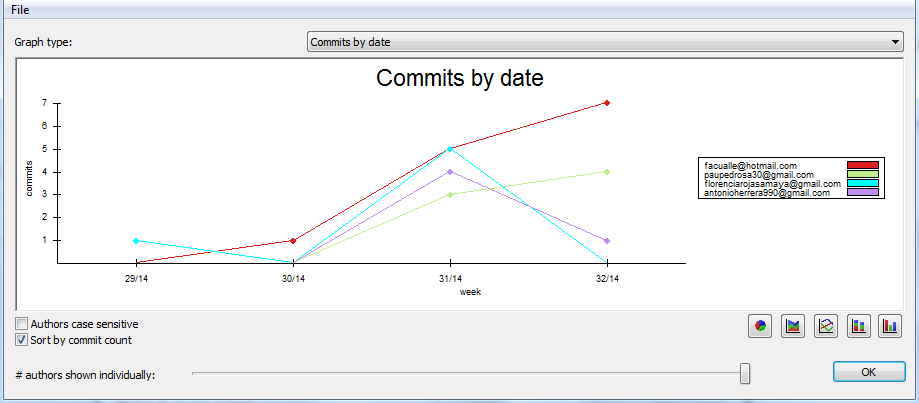 File
Graph type:
Commits by date
Commits by date
7
6
5
4
3
2
1
commits
29/14
30/14
31/14
32/14
week
facualle@hotmail.com
paupedrosa30@gmail.com
florenciarojasamaya@gmail.com
antonioherrera990@gmail.com
Authors case sensitive
Sort by commit count
# authors shown individually:
OK